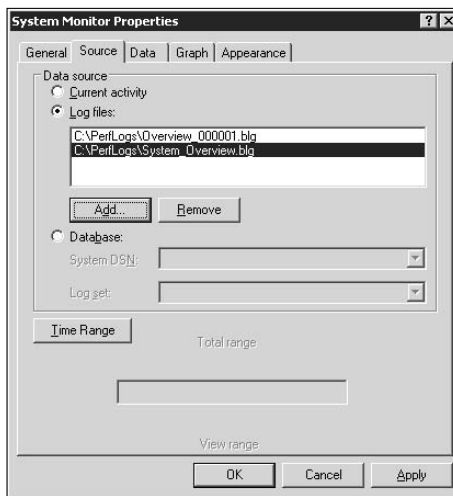 System Monitor Properties
General Source Data Graph Appearance
Data source
Current activity
Log files:
C:\PerfLogs\Overview_000001.blg
C:\PerfLogs\System_Overview.blg
Add... Remove
Database:
System DSN:
Log set:
Time Range
Total range
View range
OK Cancel Apply